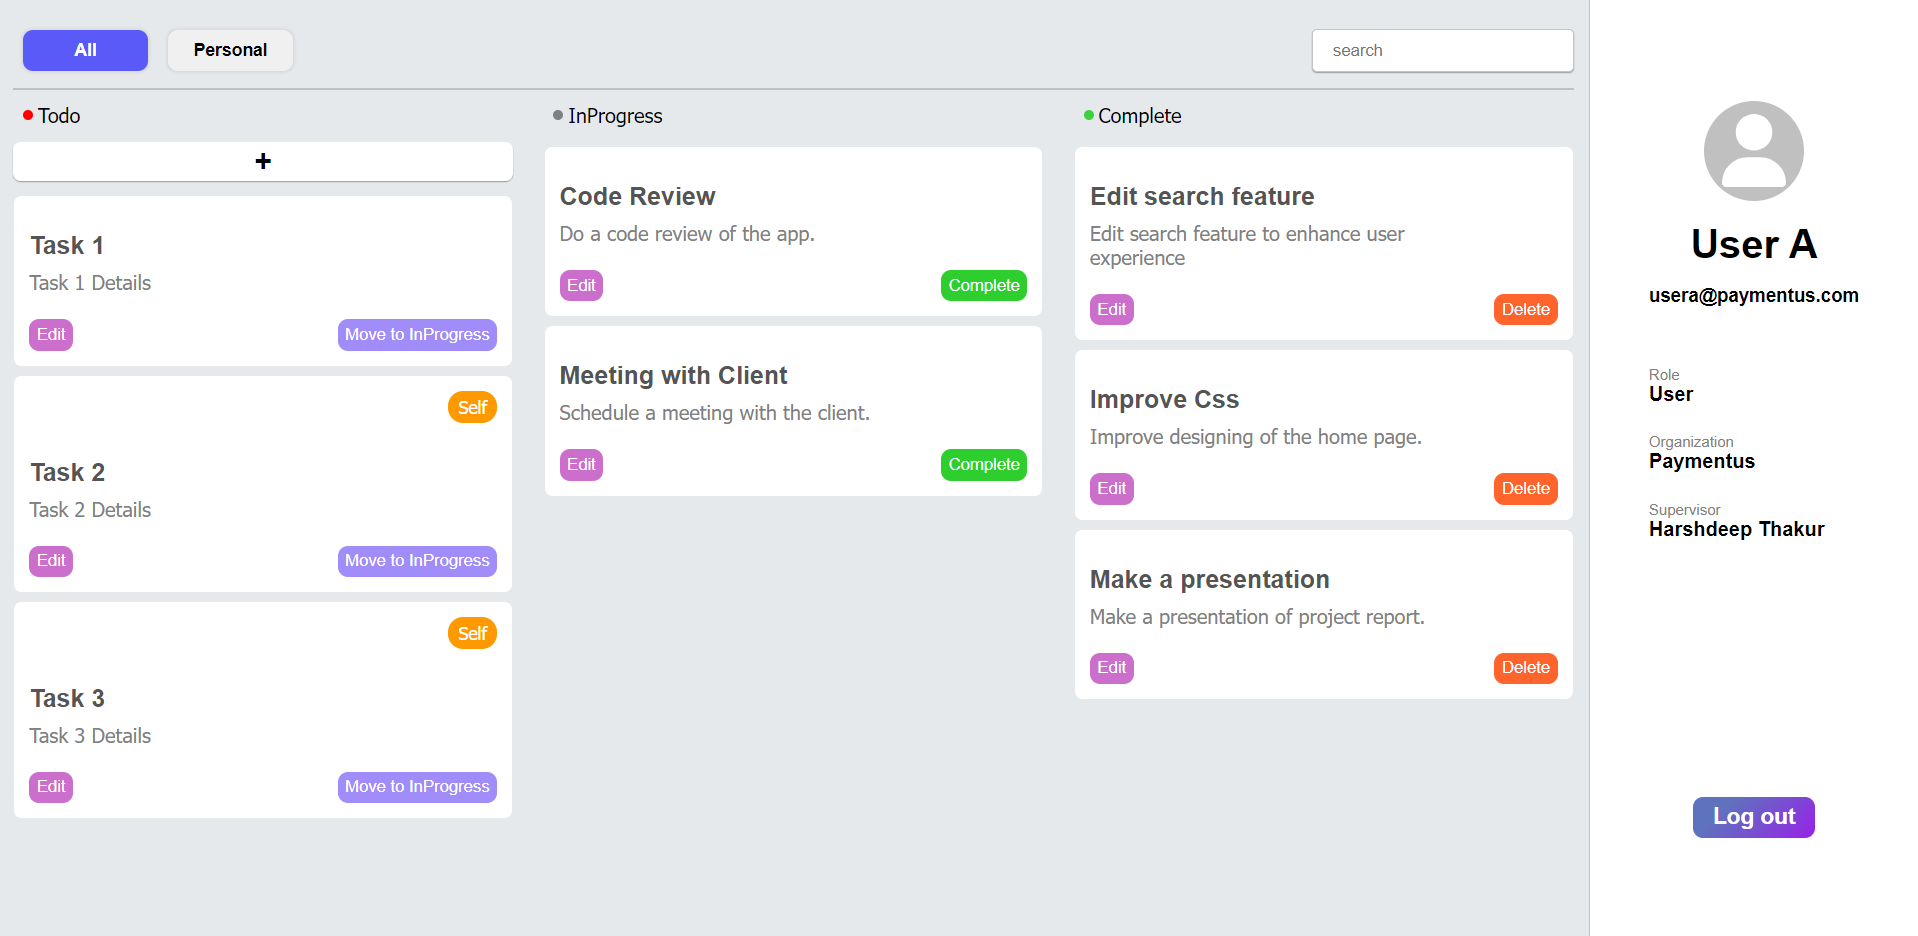 All
Personal
search
Todo
+
Task 1
Task 1 Details
Edit
Move to InProgress
Self
Task 2
Task 2 Details
Edit
Move to InProgress
Self
Task 3
Task 3 Details
Edit
Move to InProgress
InProgress
Code Review
Do a code review of the app.
Edit
Complete
Meeting with Client
Schedule a meeting with the client.
Edit
Complete
Complete
Edit search feature
Edit search feature to enhance user
experience
Edit
Delete
Improve Css
Improve designing of the home page.
Edit
Delete
Make a presentation
Make a presentation of project report.
Edit
Delete
User A
usera@paymentus.com
Role
User
Organization
Paymentus
Supervisor
Harshdeep Thakur
Log out